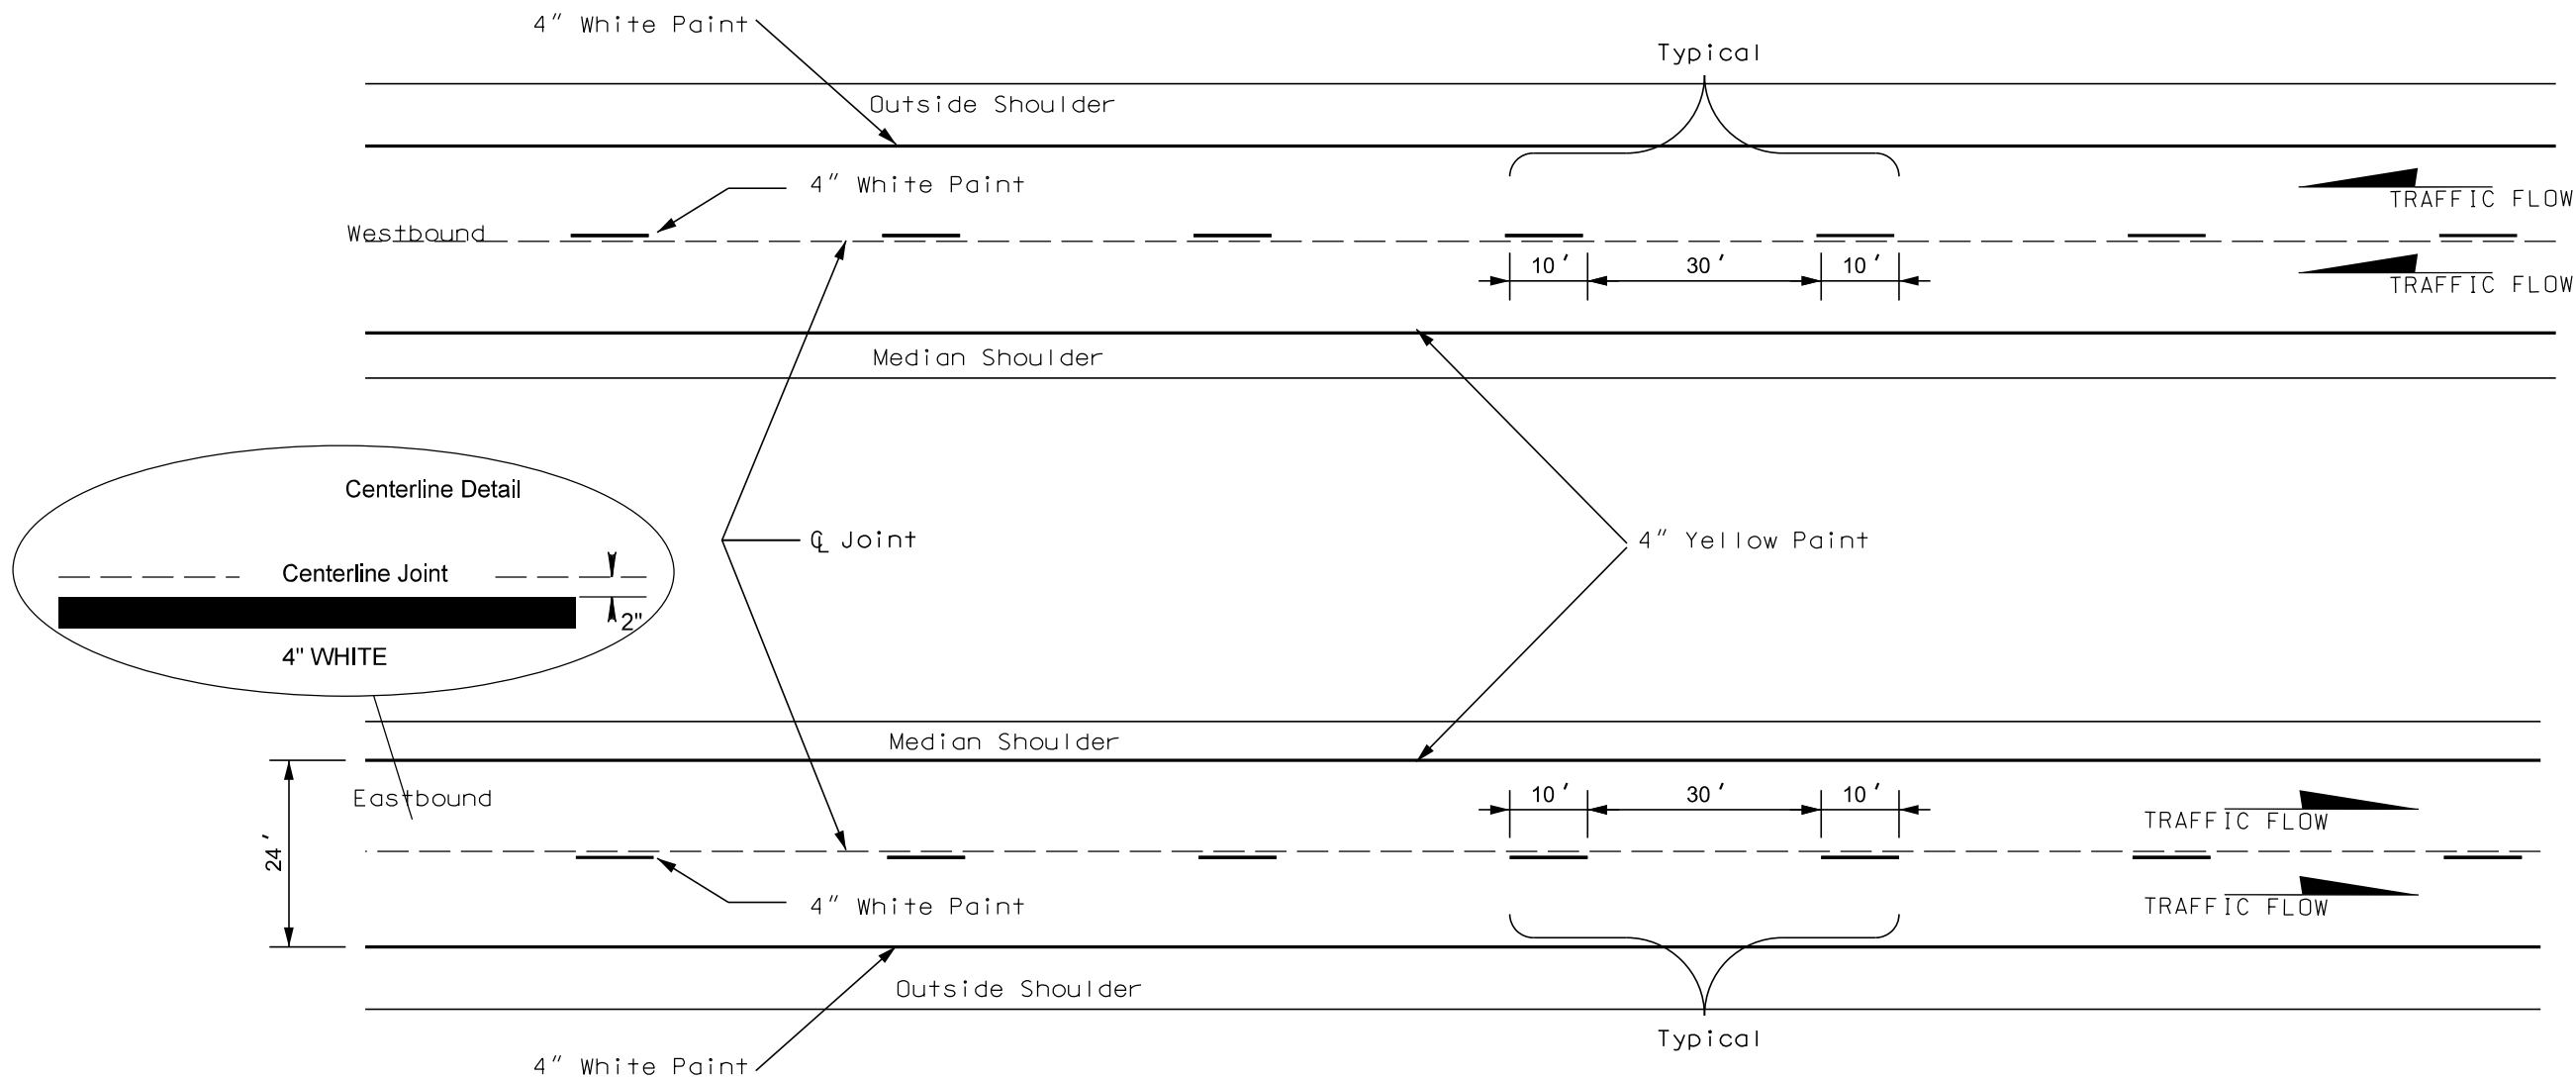 4" White Paint
Typical
Outside Shoulder
4" White Paint
TRAFFIC FLOW
Westbound
10' 30' 10'
TRAFFIC FLOW
Median Shoulder
Centerline Detail
℄ Joint
4" Yellow Paint
Centerline Joint
2"
4" WHITE
Median Shoulder
Eastbound
10' 30' 10'
TRAFFIC FLOW
24'
4" White Paint
TRAFFIC FLOW
Outside Shoulder
Typical
4" White Paint